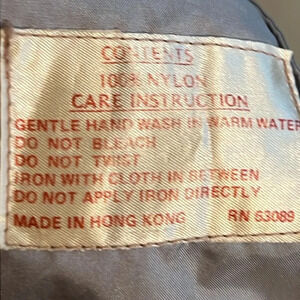 CONTENTS
100% NYLON
CARE INSTRUCTION
GENTLE HAND WASH IN WARM WATER
DO NOT BLEACH
DO NOT TWIST
IRON WITH CLOTH IN BETWEEN
DO NOT APPLY IRON DIRECTLY
MADE IN HONG KONG RN 63089